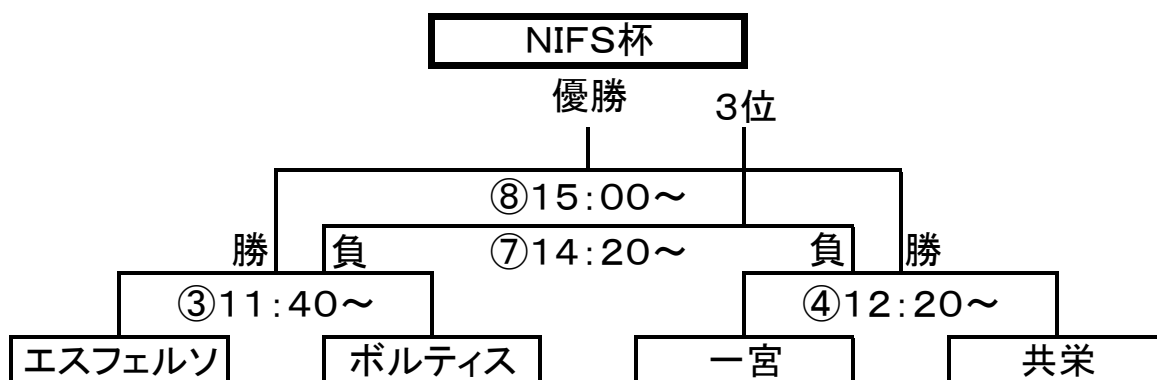 NIFS杯
優勝
3位
⑧15:00～
勝 負 ⑦14:20～ 負 勝
③11:40～ ④12:20～
エスフェルソ ボルティス 一宮 共栄